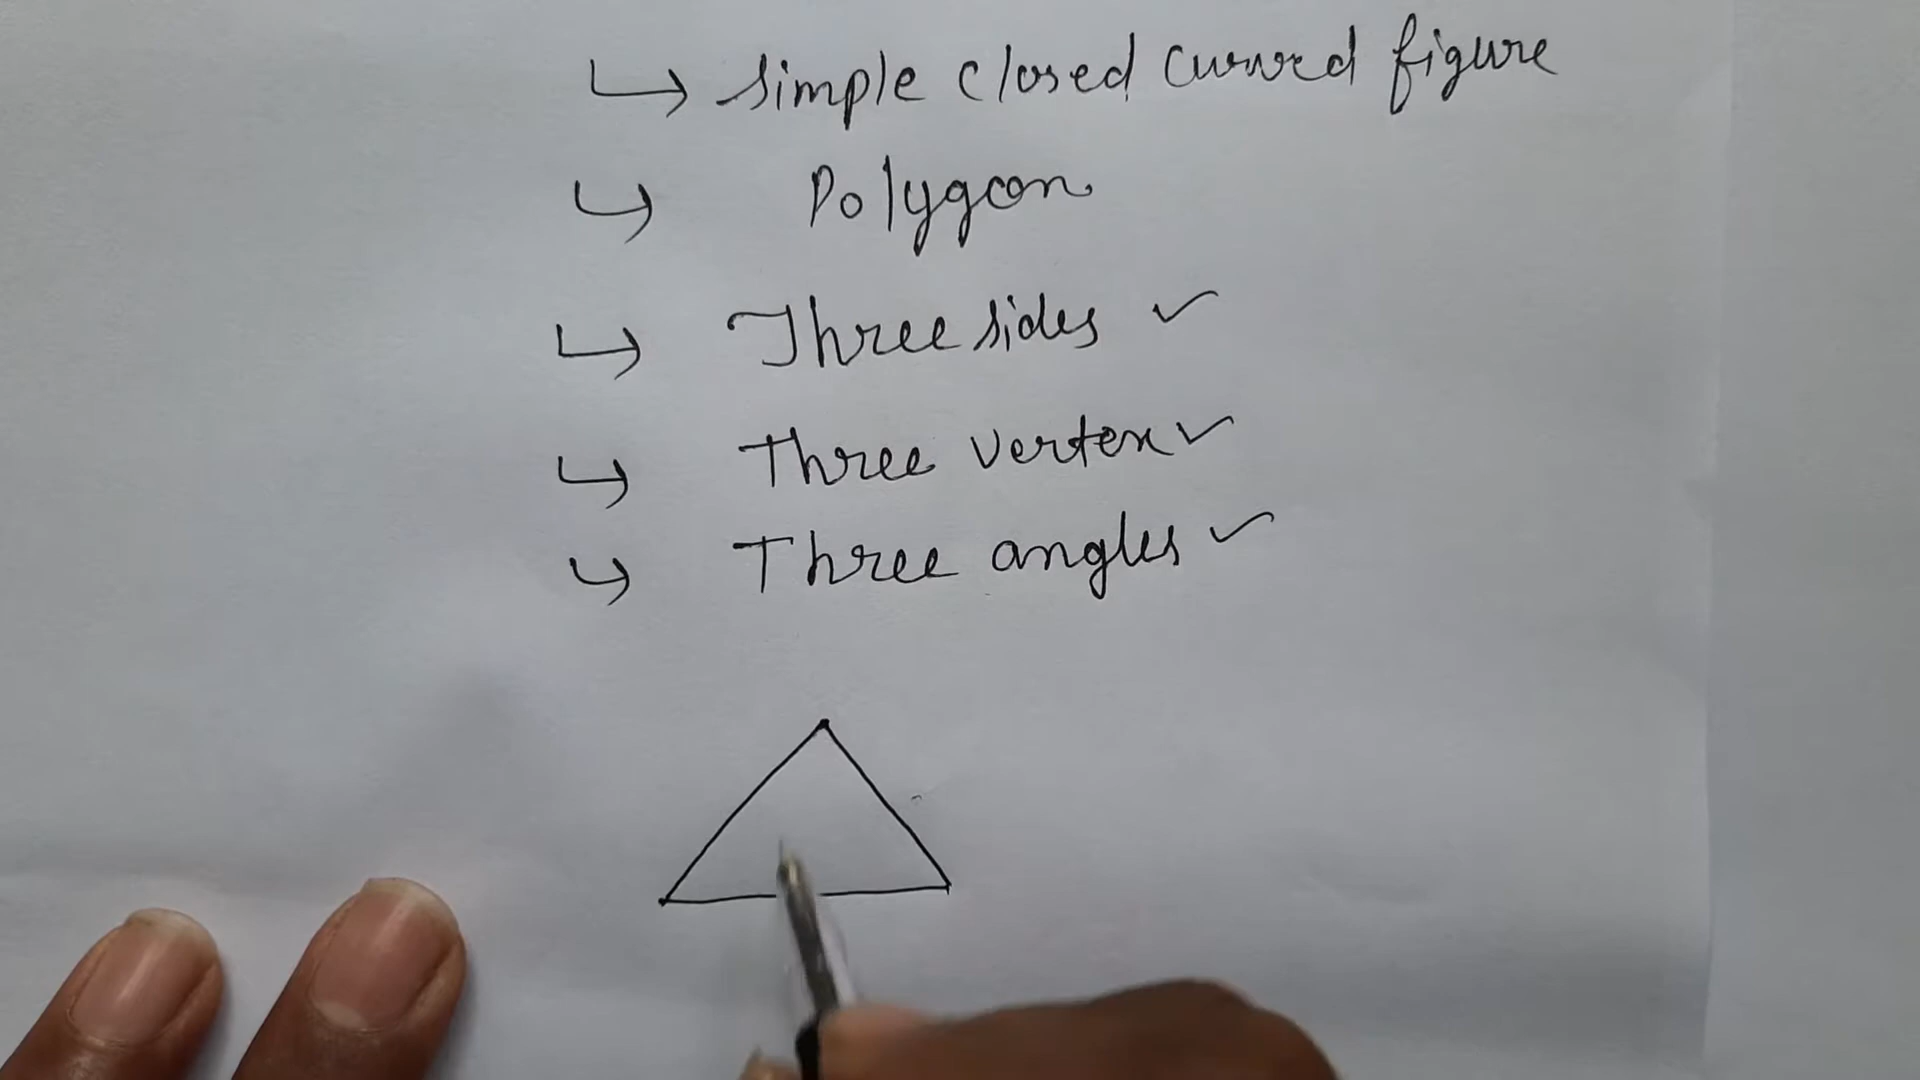 ↳ Simple closed curved figure
↳ Polygon
↳ Three sides ✓
↳ Three vertex ✓
↳ Three angles ✓